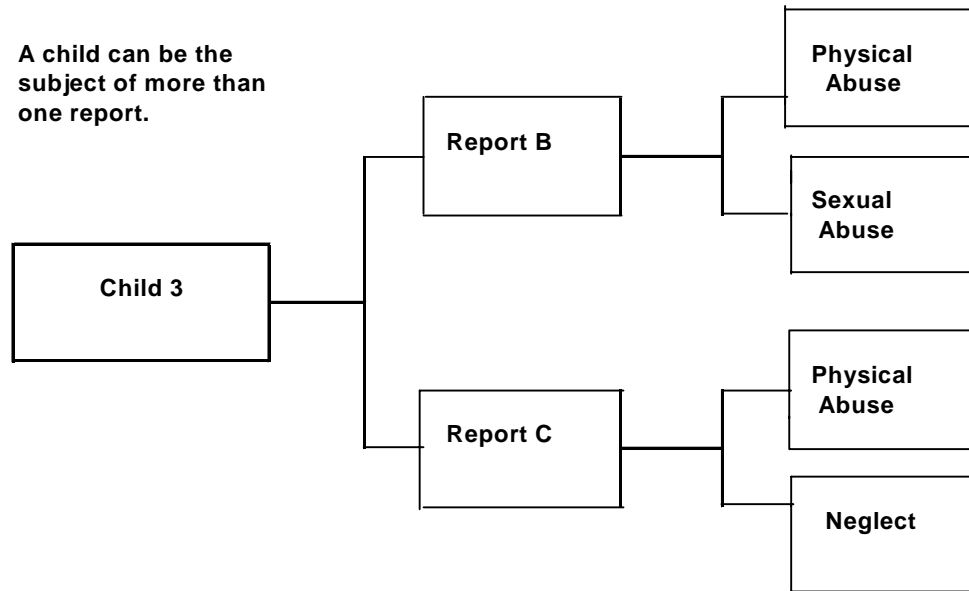 A child can be the
subject of more than
one report.
Physical
Abuse
Report B
Sexual
Abuse
Child 3
Physical
Abuse
Report C
Neglect